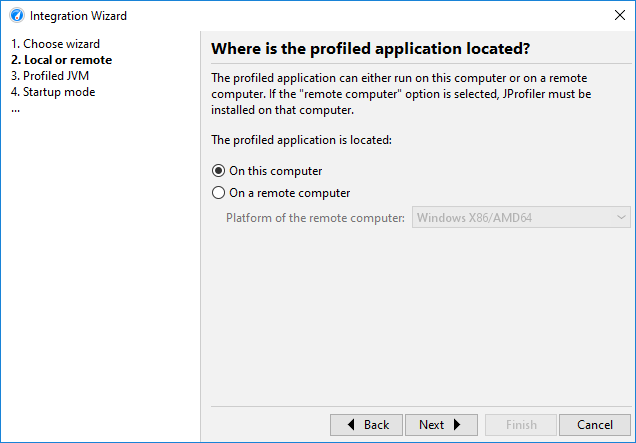 Integration Wizard
1. Choose wizard
2. Local or remote
3. Profiled JVM
4. Startup mode
...
Where is the profiled application located?
The profiled application can either run on this computer or on a remote
computer. If the "remote computer" option is selected, JProfiler must be
installed on that computer.
The profiled application is located:
On this computer
On a remote computer
Platform of the remote computer: Windows X86/AMD64
Back Next Finish Cancel